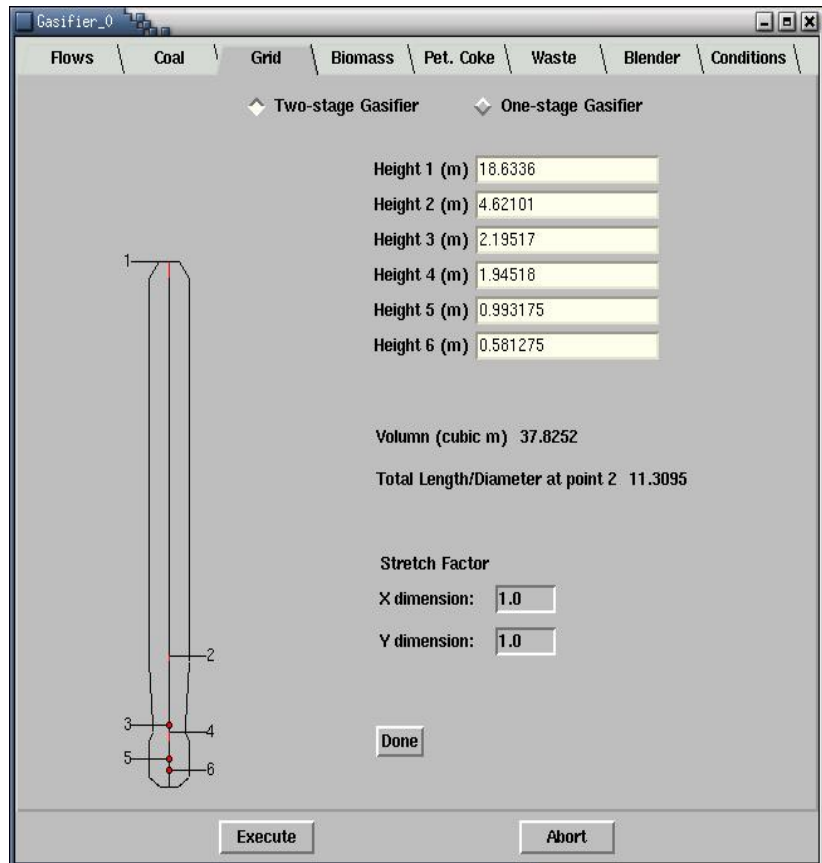 Gasifier_0
Flows Coal Grid Biomass Pet. Coke Waste Blender Conditions
Two-stage Gasifier One-stage Gasifier
Height 1 (m) 18.6336
Height 2 (m) 4.62101
Height 3 (m) 2.19517
Height 4 (m) 1.94518
Height 5 (m) 0.993175
Height 6 (m) 0.581275
1
Volumn (cubic m) 37.8252
Total Length/Diameter at point 2 11.3095
Stretch Factor
X dimension: 1.0
Y dimension: 1.0
2
3
4
5
6
Done
Execute Abort